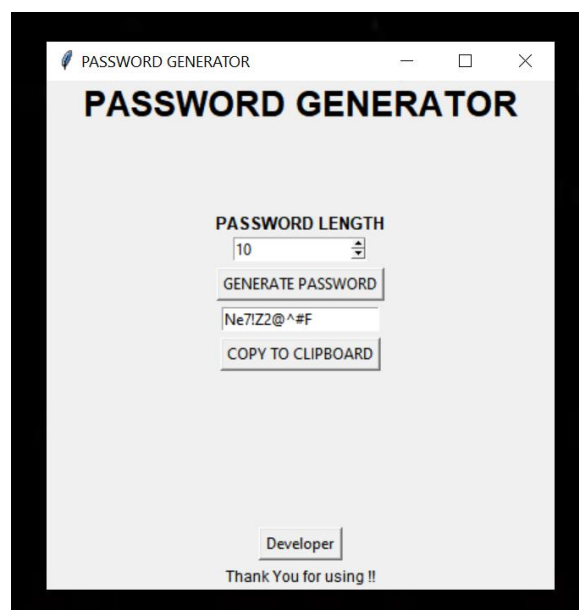 PASSWORD GENERATOR
PASSWORD GENERATOR
PASSWORD LENGTH
10
GENERATE PASSWORD
Ne7!Z2@^#F
COPY TO CLIPBOARD
Developer
Thank You for using !!